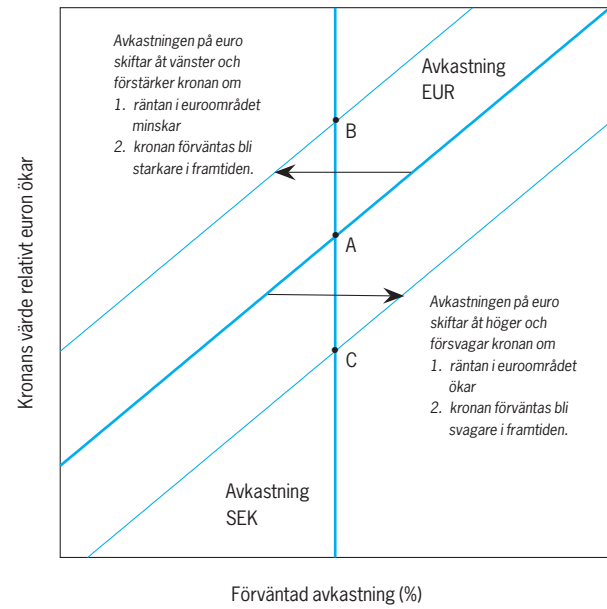 Avkastningen på euro
skiftar åt vänster och
förstärker kronan om
1. räntan i euroområdet
minskar
2. kronan förväntas bli
starkare i framtiden.
Avkastning
EUR
B
A
C
Avkastningen på euro
skiftar åt höger och
försvagar kronan om
1. räntan i euroområdet
ökar
2. kronan förväntas bli
svagare i framtiden.
Avkastning
SEK
Kronans värde relativt euron ökar
Förväntad avkastning (%)